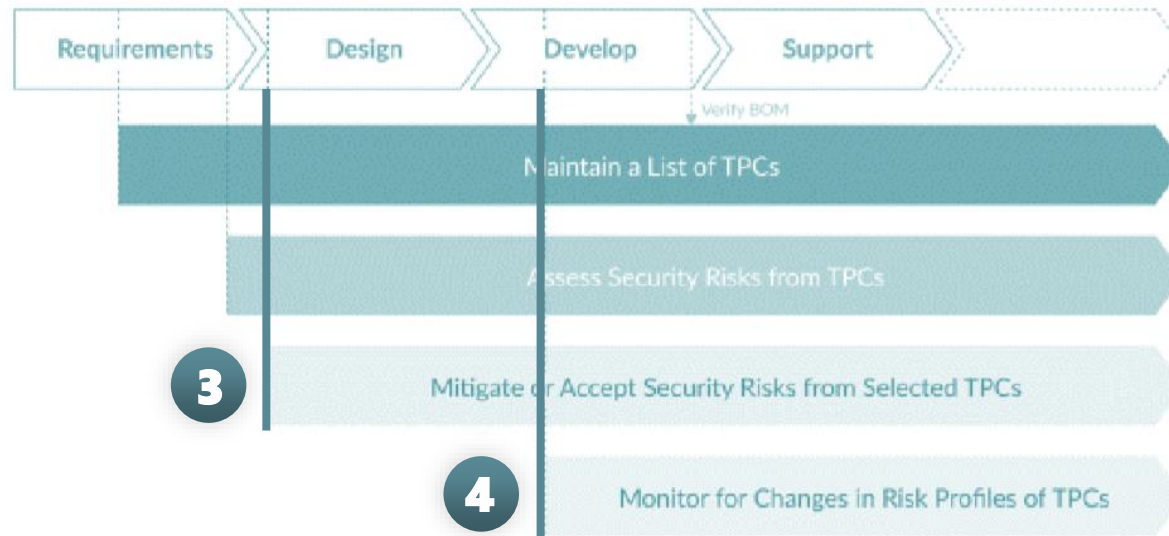 Requirements
Design
Develop
Support
Verify BOM
Maintain a List of TPCs
Assess Security Risks from TPCs
3
Mitigate or Accept Security Risks from Selected TPCs
4
Monitor for Changes in Risk Profiles of TPCs